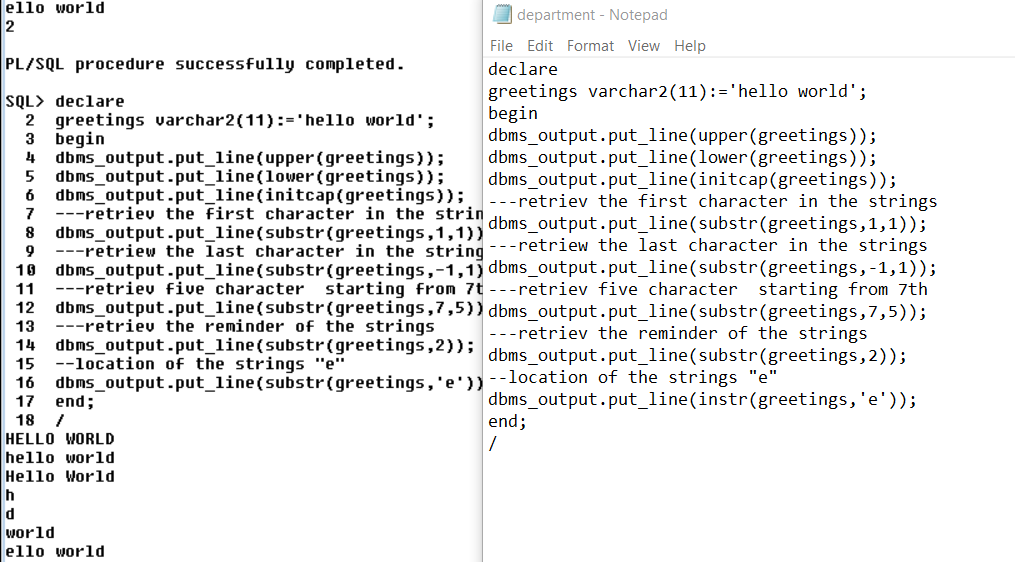 ello world
2
PL/SQL procedure successfully completed.
SQL> declare
2 greetings varchar2(11):='hello world';
3 begin
4 dbms_output.put_line(upper(greetings));
5 dbms_output.put_line(lower(greetings));
6 dbms_output.put_line(initcap(greetings));
7 ---retriev the first character in the strin
8 dbms_output.put_line(substr(greetings,1,1))
9 ---retriew the last character in the string
10 dbms_output.put_line(substr(greetings,-1,1)
11 ---retriev five character  starting from 7t
12 dbms_output.put_line(substr(greetings,7,5))
13 ---retriev the reminder of the strings
14 dbms_output.put_line(substr(greetings,2));
15 --location of the strings "e"
16 dbms_output.put_line(substr(greetings,'e'))
17 end;
18 /
HELLO WORLD
hello world
Hello World
h
d
world
ello world
department - Notepad
File Edit Format View Help
declare
greetings varchar2(11):='hello world';
begin
dbms_output.put_line(upper(greetings));
dbms_output.put_line(lower(greetings));
dbms_output.put_line(initcap(greetings));
---retriev the first character in the strings
dbms_output.put_line(substr(greetings,1,1));
---retriew the last character in the strings
dbms_output.put_line(substr(greetings,-1,1));
---retriev five character  starting from 7th
dbms_output.put_line(substr(greetings,7,5));
---retriev the reminder of the strings
dbms_output.put_line(substr(greetings,2));
--location of the strings "e"
dbms_output.put_line(instr(greetings,'e'));
end;
/